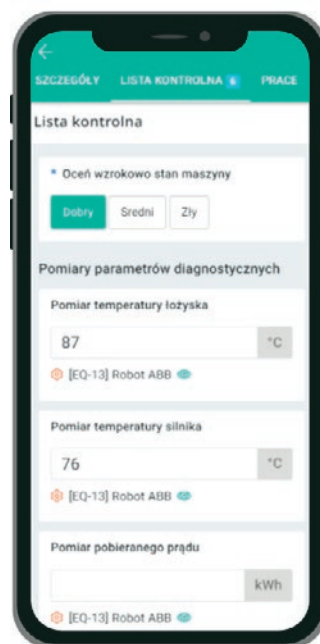 SZCZEGÓŁY LISTA KONTROLNA 6 PRACE
Lista kontrolna
* Oceń wzrokowo stan maszyny
Dobry Średni Zły
Pomiary parametrów diagnostycznych
Pomiar temperatury łożyska
87 °C
[EQ-13] Robot ABB
Pomiar temperatury silnika
76 °C
[EQ-13] Robot ABB
Pomiar pobieranego prądu
kWh
[EQ-13] Robot ABB